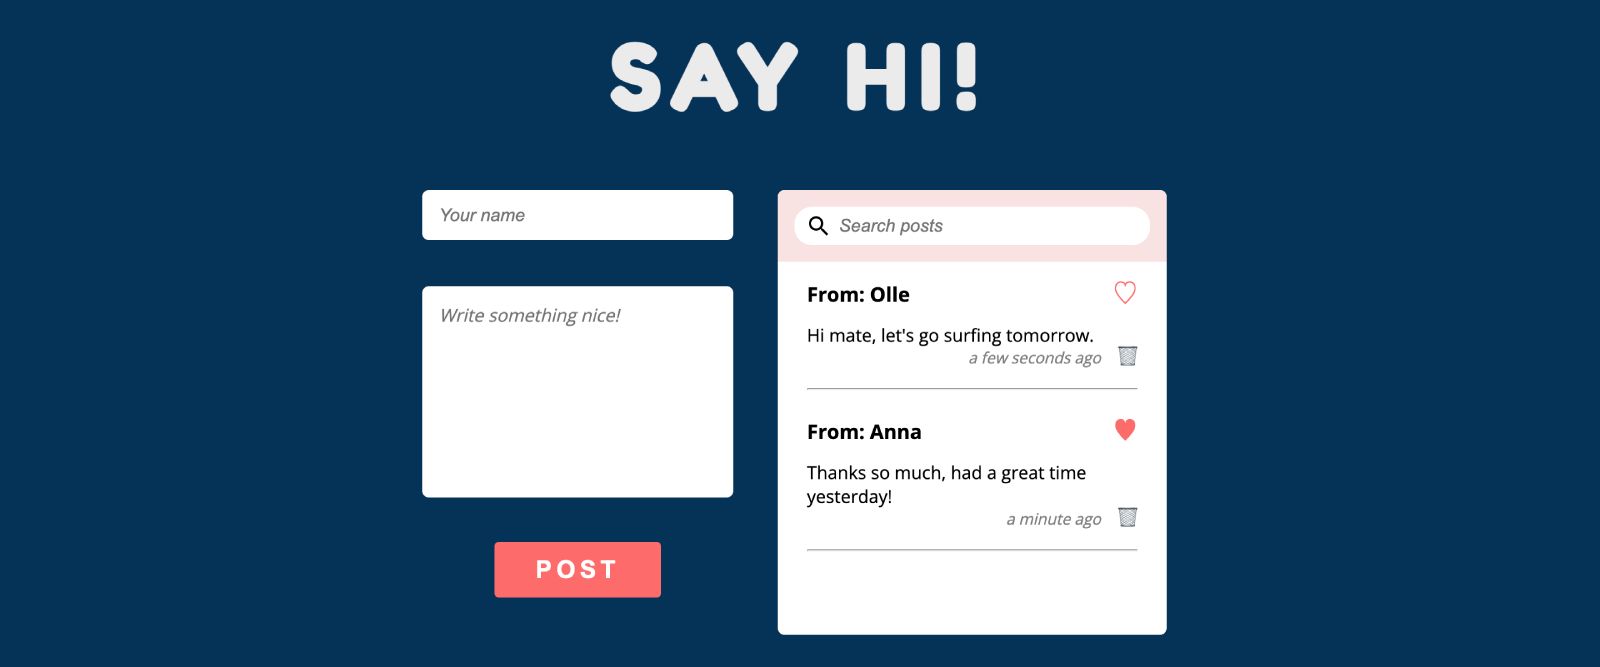 SAY HI!
Your name
Write something nice!
POST
Search posts
From: Olle
Hi mate, let's go surfing tomorrow.
a few seconds ago
From: Anna
Thanks so much, had a great time
yesterday!
a minute ago